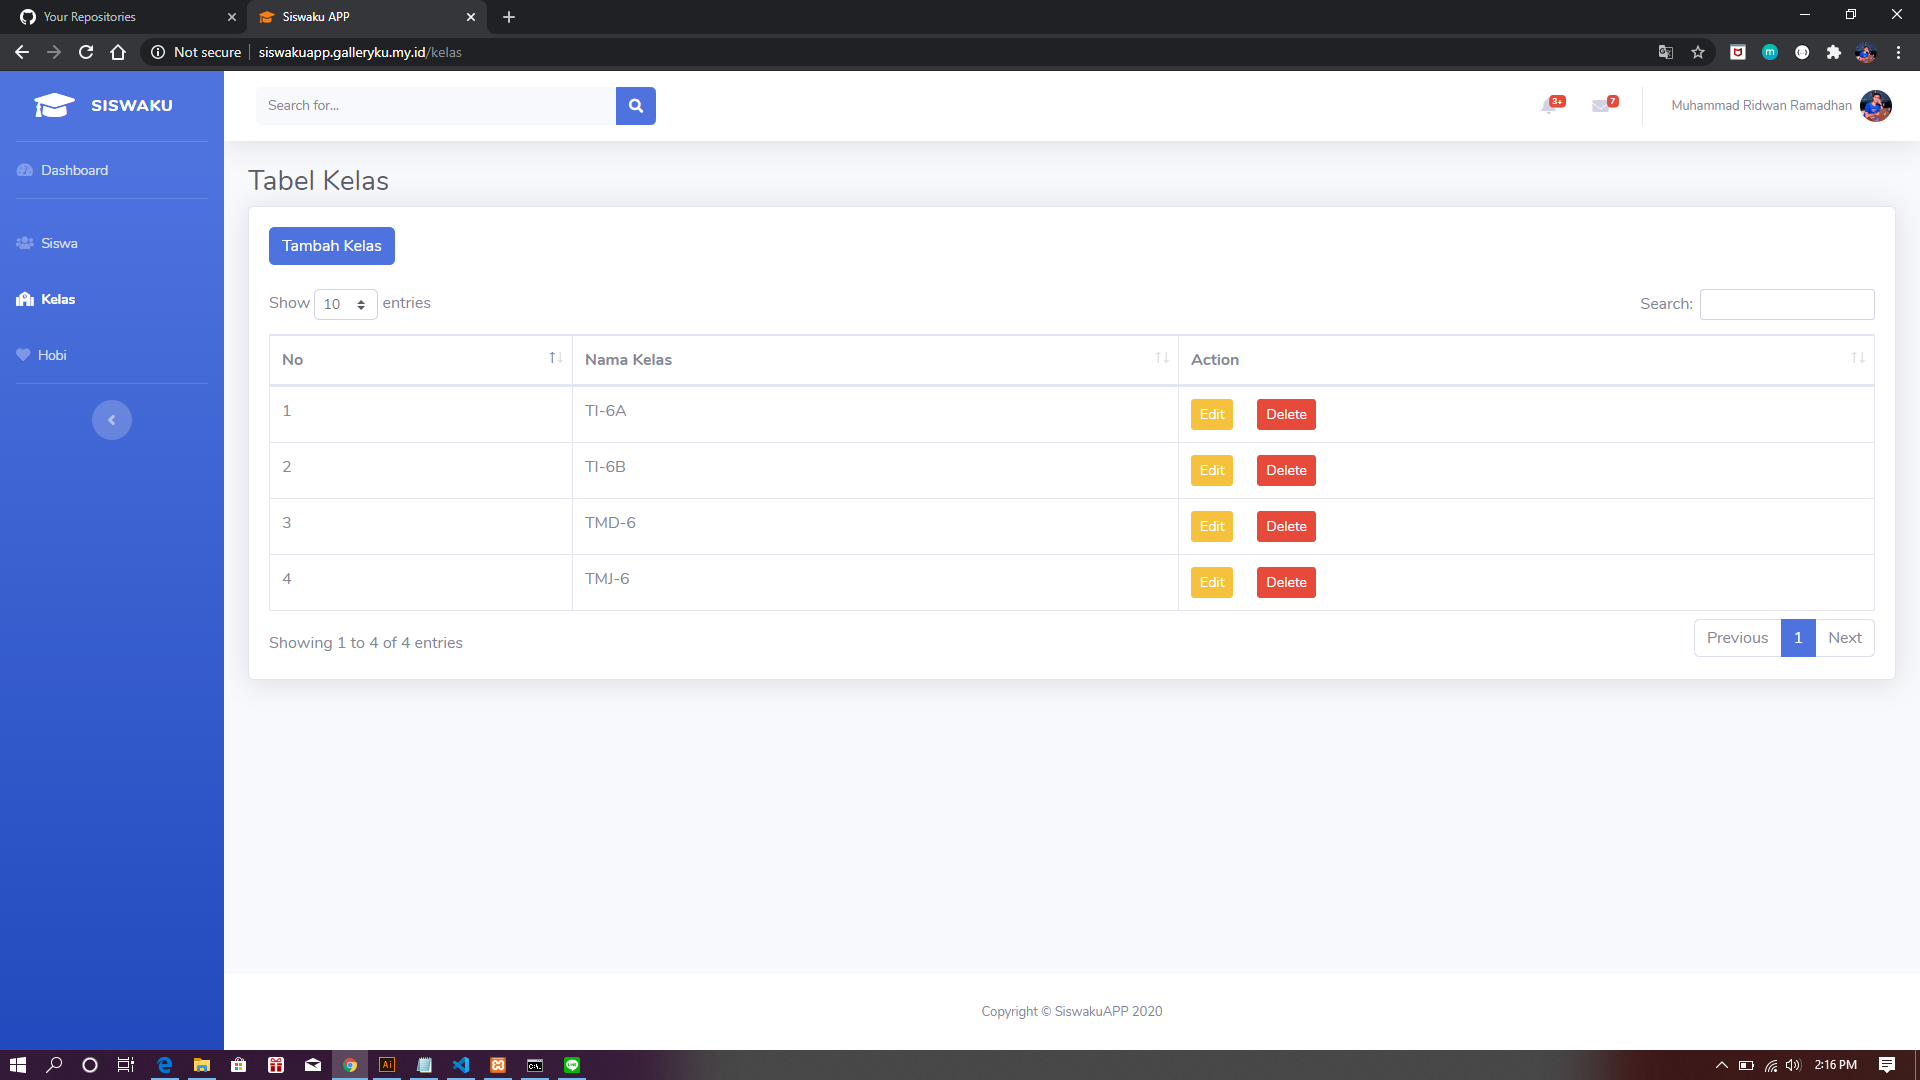 Your Repositories
Siswaku APP
Not secure siswakuapp.galleryku.my.id/kelas
SISWAKU
Search for...
3+
7
Muhammad Ridwan Ramadhan
Dashboard
Siswa
Kelas
Hobi
Tabel Kelas
Tambah Kelas
Show 10 entries
Search:
No Nama Kelas Action
1 TI-6A Edit Delete
2 TI-6B Edit Delete
3 TMD-6 Edit Delete
4 TMJ-6 Edit Delete
Showing 1 to 4 of 4 entries
Previous 1 Next
Copyright © SiswakuAPP 2020
Ai
2:16 PM